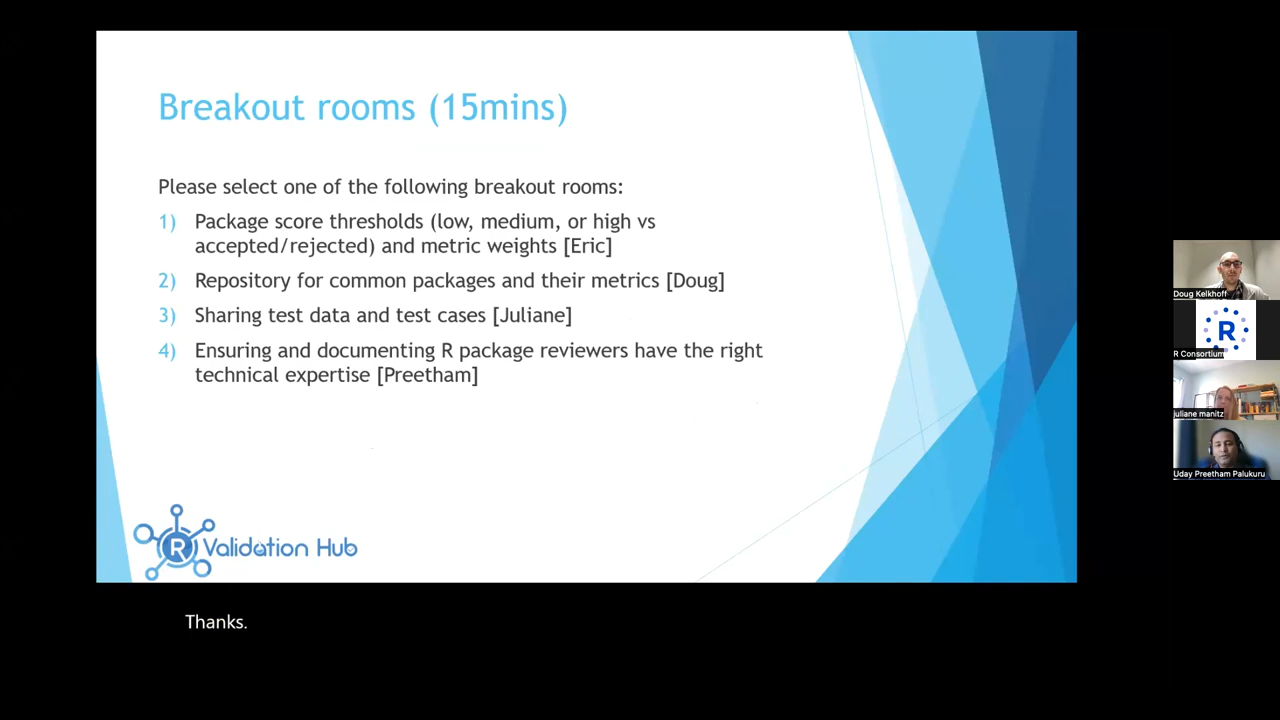 Breakout rooms (15mins)
Please select one of the following breakout rooms:
1) Package score thresholds (low, medium, or high vs
accepted/rejected) and metric weights [Eric]
2) Repository for common packages and their metrics [Doug]
3) Sharing test data and test cases [Juliane]
4) Ensuring and documenting R package reviewers have the right
technical expertise [Preetham]
R Validation Hub
Thanks.
Doug Kelkhoff
R
R Consortium
juliane manitz
Uday Preetham Palukuru